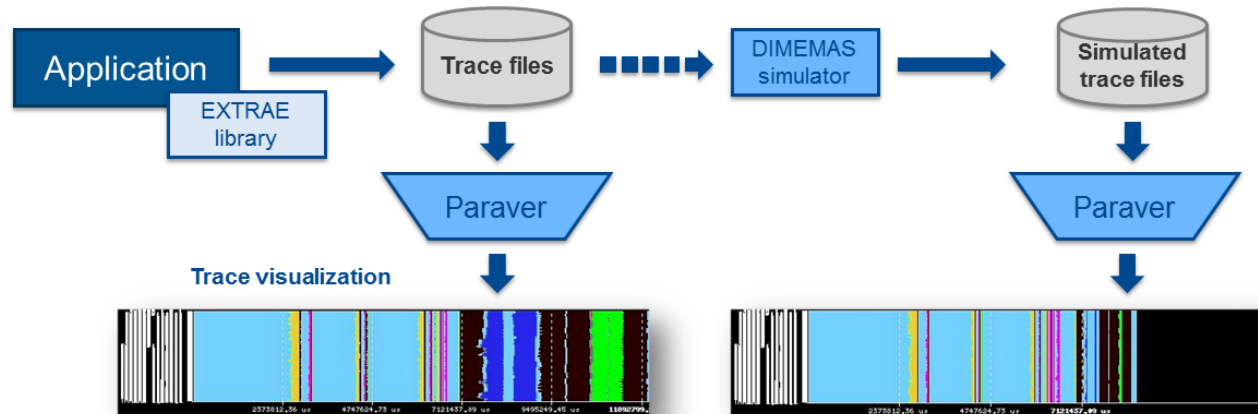 Application
EXTRAE
library
Trace files
DIMEMAS
simulator
Simulated
trace files
Paraver
Paraver
Trace visualization
2373812.36 us
4747624.73 us
7121437.09 us
9495249.45 us
11892799.
2373812.36 us
4747624.73 us
7121437.09 us